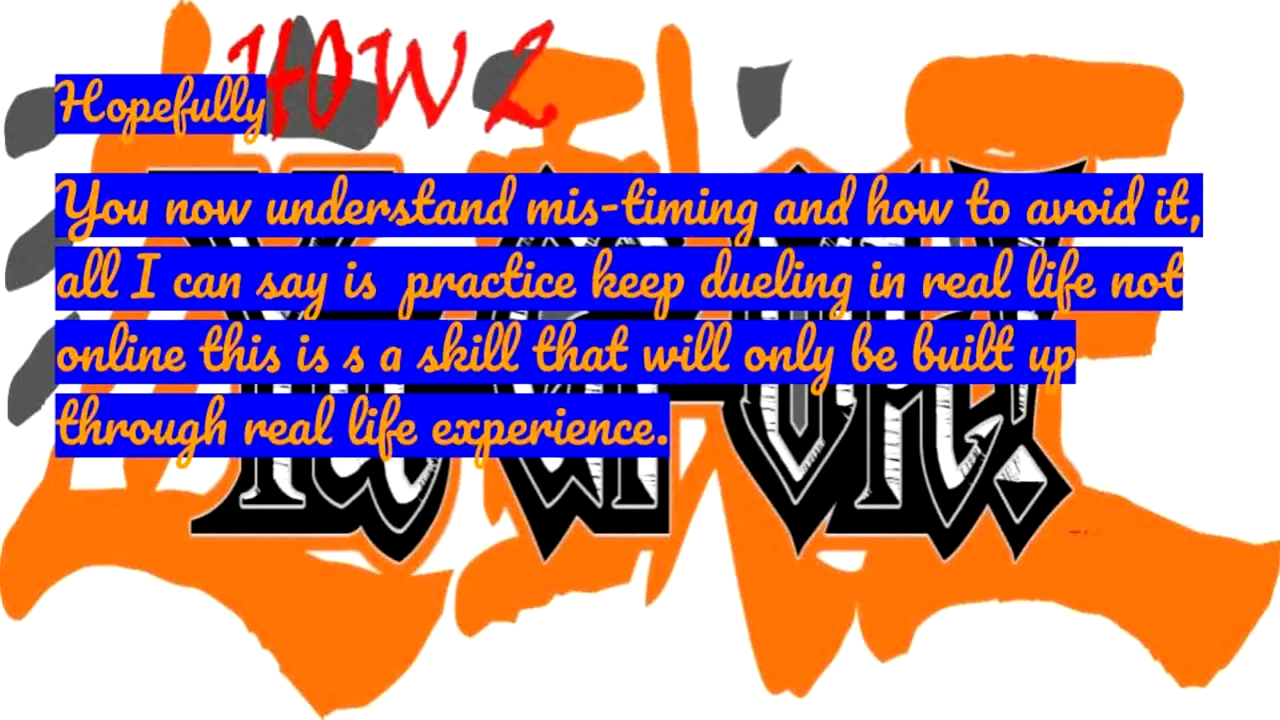 HOW 2
Hopefully
You now understand mis-timing and how to avoid it,
all I can say is practice keep dueling in real life not
online this is s a skill that will only be built up
through real life experience.